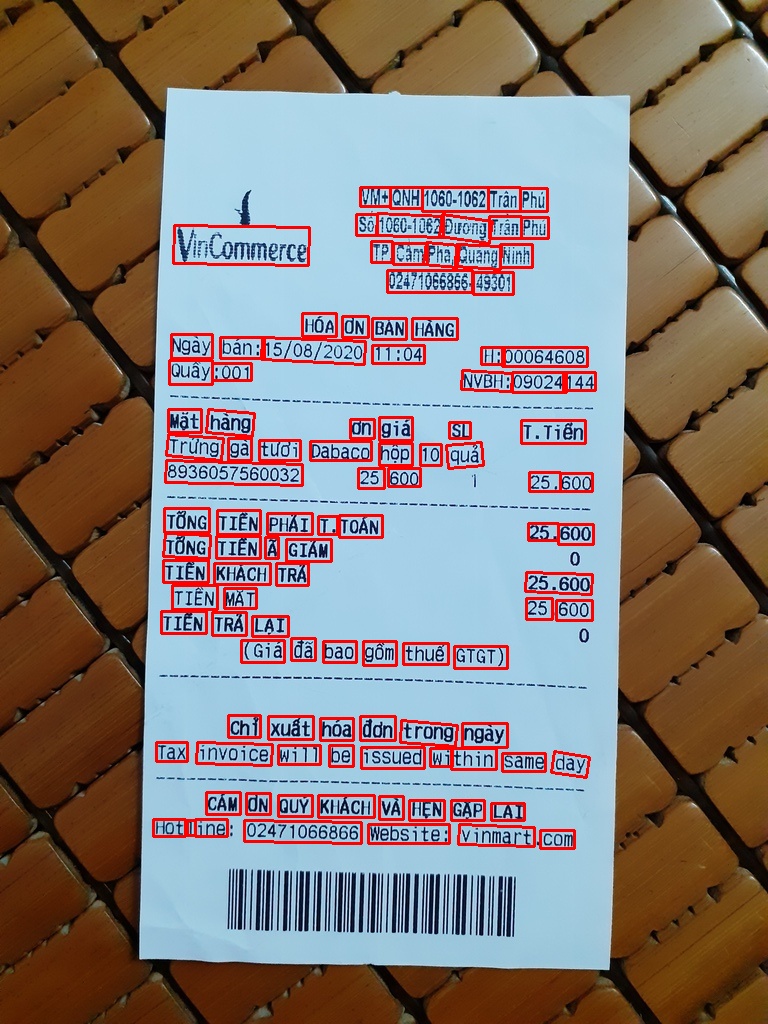 VinCommerce
VM+ QNH 1060-1062 Trần Phú
Số 1060-1062 Đường Trần Phú
TP. Cẩm Phả, Quảng Ninh
02471066866-49301
HÓA ĐƠN BÁN HÀNG
Ngày bán: 15/08/2020 11:04 HĐ:00064608
Quầy:001 NVBH:09024144
Mặt hàng Đơn giá SL T.Tiền
Trứng gà tươi Dabaco hộp 10 quả
8936057560032 25.600 1 25.600
TỔNG TIỀN PHẢI T.TOÁN 25.600
TỔNG TIỀN ĐÃ GIẢM 0
TIỀN KHÁCH TRẢ 25.600
TIỀN MẶT 25.600
TIỀN TRẢ LẠI 0
(Giá đã bao gồm thuế GTGT)
Chỉ xuất hóa đơn trong ngày
Tax invoice will be issued within same day
CẢM ƠN QUÝ KHÁCH VÀ HẸN GẶP LẠI
Hotline: 02471066866 Website: vinmart.com